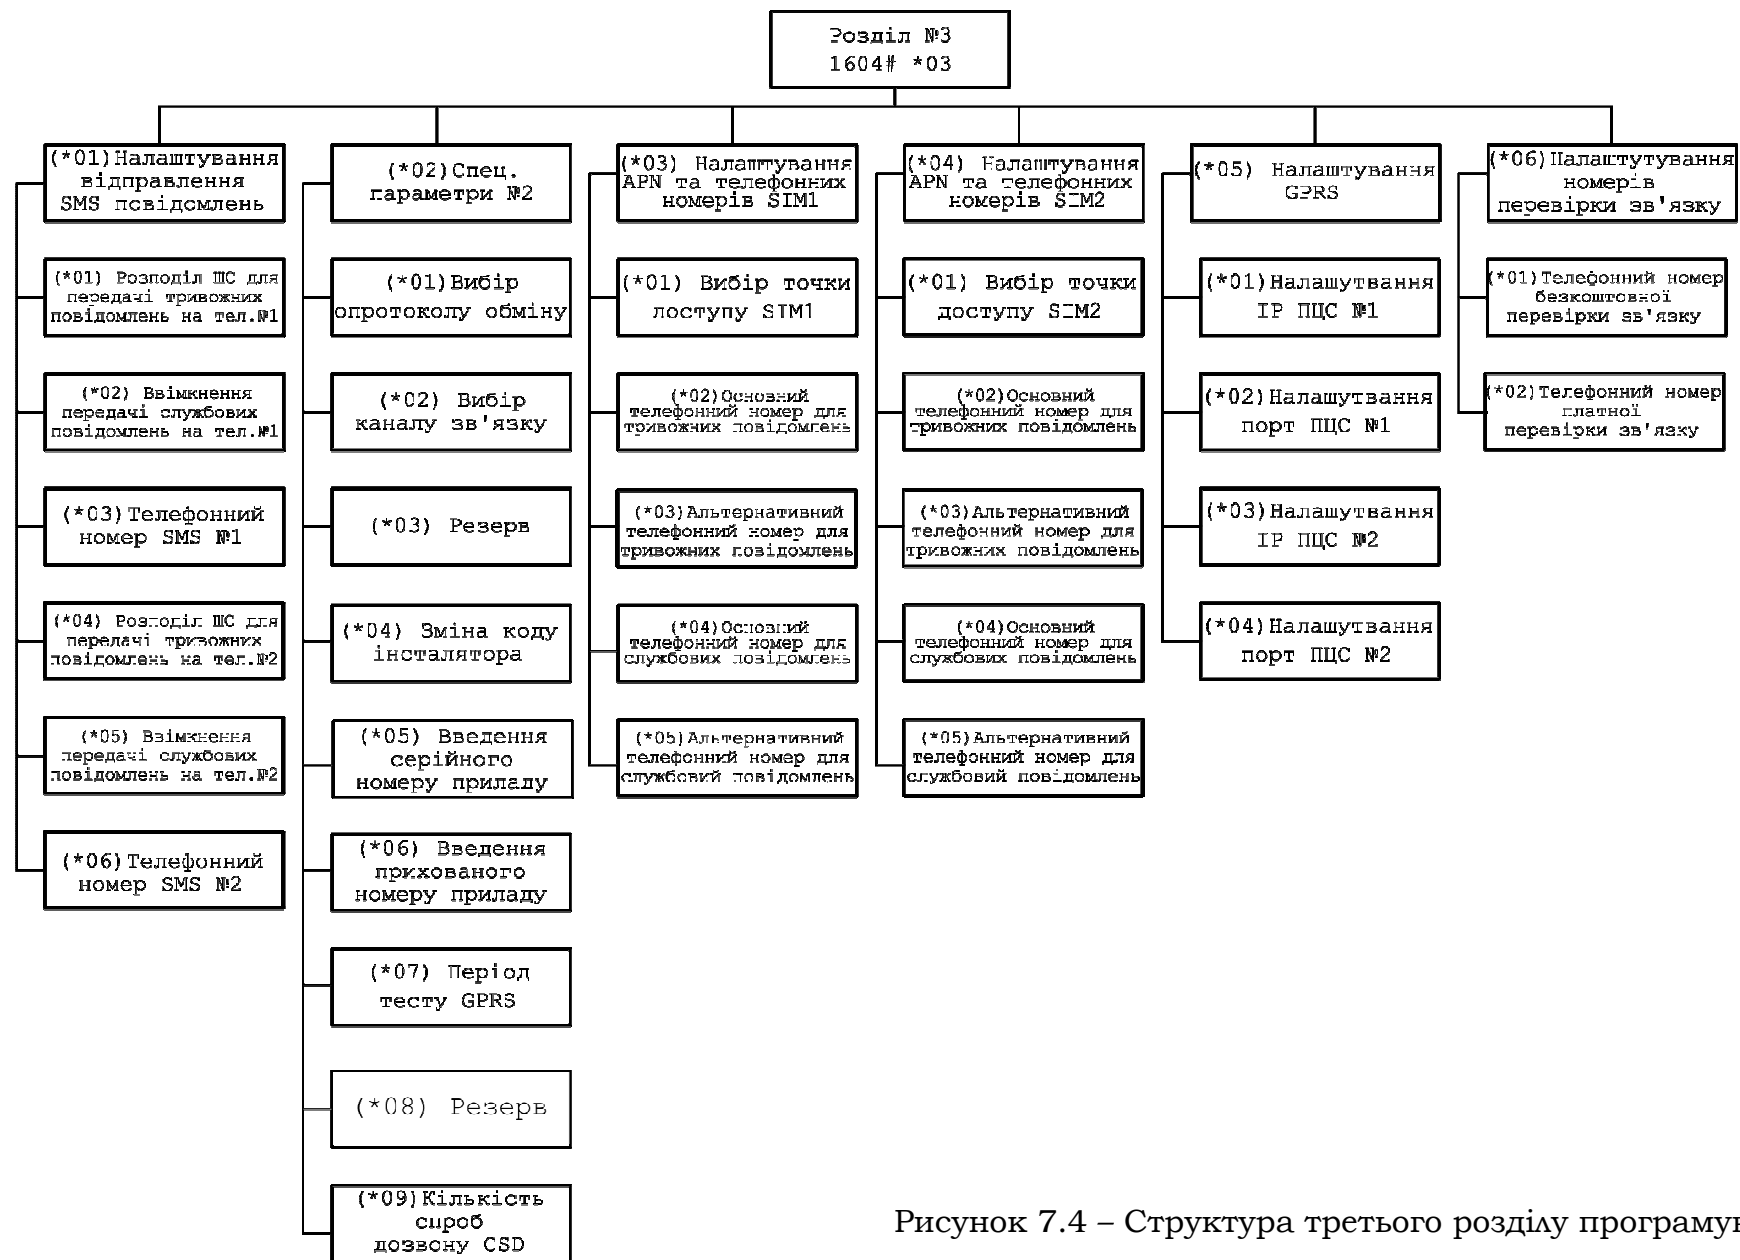 Розділ №3
1604# *03
(*01)Налаштування
відправлення
SMS повідомлень
(*01) Розподіл ШС для
передачі тривожних
повідомлень на тел.№1
(*02) Ввімкнення
передачі службових
повідомлень на тел.№1
(*03)Телефонний
номер SMS №1
(*04) Розподіл ШС для
передачі тривожних
повідомлень на тел.№2
(*05) Ввімкнення
передачі службових
повідомлень на тел.№2
(*06)Телефонний
номер SMS №2
(*02)Спец.
параметри №2
(*01)Вибір
опротоколу обміну
(*02) Вибір
каналу зв'язку
(*03) Резерв
(*04) Зміна коду
інсталятора
(*05) Введення
серійного
номеру приладу
(*06) Введення
прихованого
номеру приладу
(*07) Період
тесту GPRS
(*08) Резерв
(*09)Кількість
спроб
дозвону CSD
(*03) Налаштування
APN та телефонних
номерів SIM1
(*01) Вибір точки
доступу SIM1
(*02)Основний
телефонний номер для
тривожних повідомлень
(*03)Альтернативний
телефонний номер для
тривожних повідомлень
(*04)Основний
телефонний номер для
службових повідомлень
(*05)Альтернативний
телефонний номер для
службовий повідомлень
(*04) Налаштування
APN та телефонних
номерів SIM2
(*01) Вибір точки
доступу SIM2
(*02)Основний
телефонний номер для
тривожних повідомлень
(*03)Альтернативний
телефонний номер для
тривожних повідомлень
(*04)Основний
телефонний номер для
службових повідомлень
(*05)Альтернативний
телефонний номер для
службовий повідомлень
(*05) Налаштування
GPRS
(*01)Налашутвання
IP ПЦС №1
(*02)Налашутвання
порт ПЦС №1
(*03)Налашутвання
IP ПЦС №2
(*04)Налашутвання
порт ПЦС №2
(*06) Налаштутування
номерів
перевірки зв'язку
(*01)Телефонний номер
безкоштовної
перевірки зв'язку
(*02)Телефонний номер
платної
перевірки зв'язку
Рисунок 7.4 – Структура третього розділу програмув